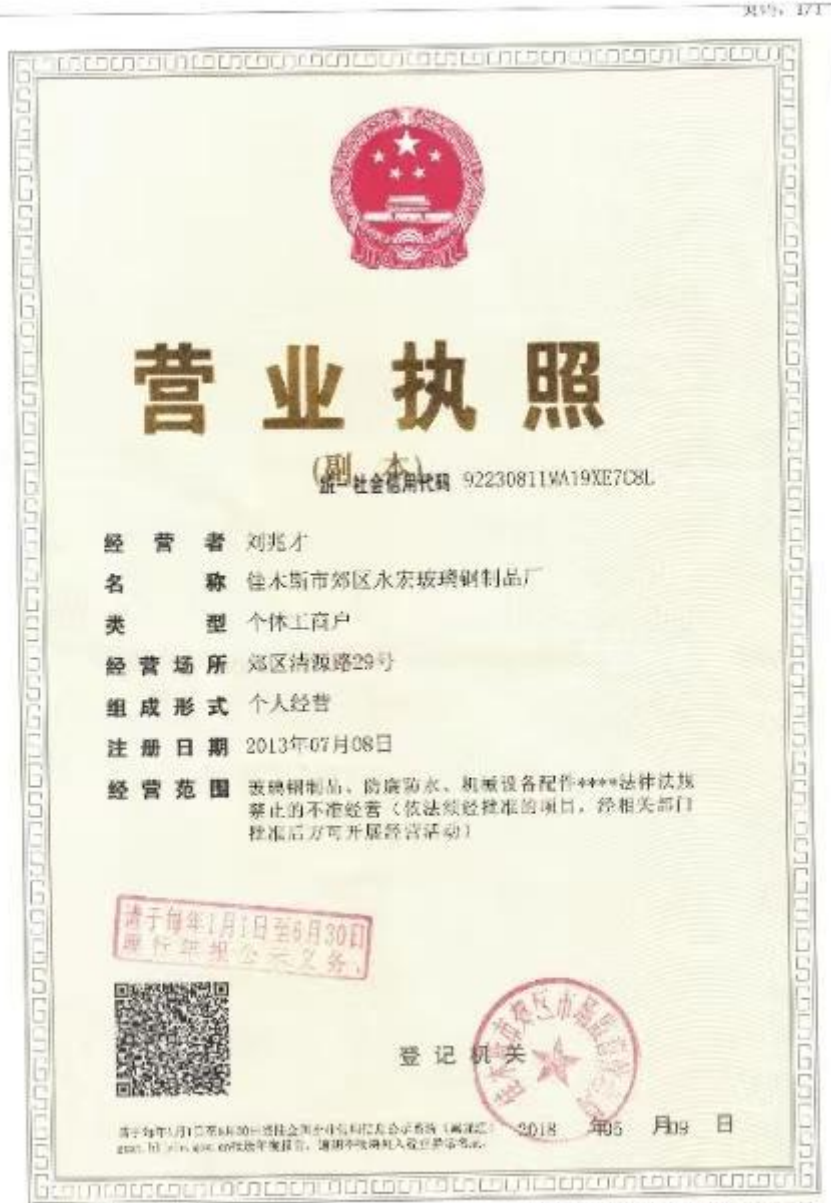 页码: 1/1
营业执照
(副 本)
统一社会信用代码 92230811MA19XE7C8L
经营者 刘兆才
名称 佳木斯市郊区永宏玻璃钢制品厂
类型 个体工商户
经营场所 郊区清源路29号
组成形式 个人经营
注册日期 2013年07月08日
经营范围 玻璃钢制品、防腐防水、机械设备配件****法律法规
禁止的不准经营(依法须经批准的项目，经相关部门
批准后方可开展经营活动)
请于每年1月1日至6月30日
履行年报公示义务。
登记机关
2018 年05 月09 日